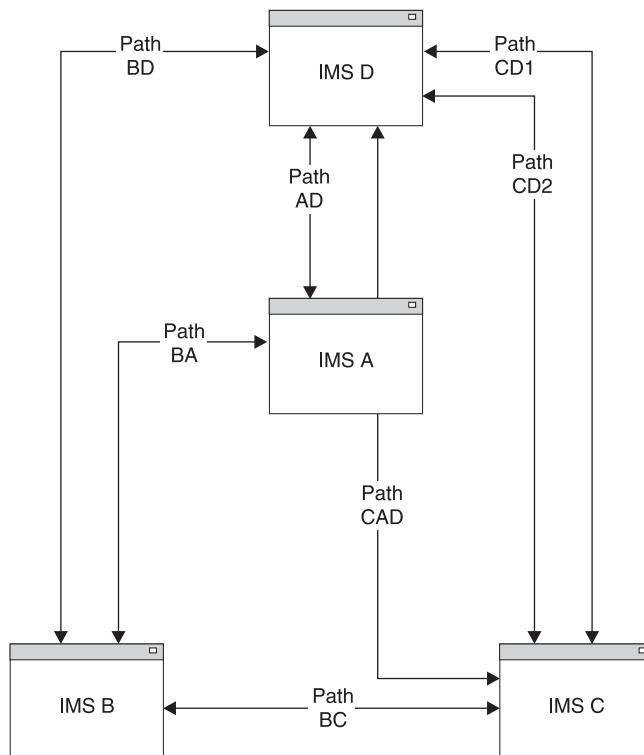 Path
BD
IMS D
Path
CD1
Path
CD2
Path
AD
Path
BA
IMS A
Path
CAD
IMS B
Path
BC
IMS C